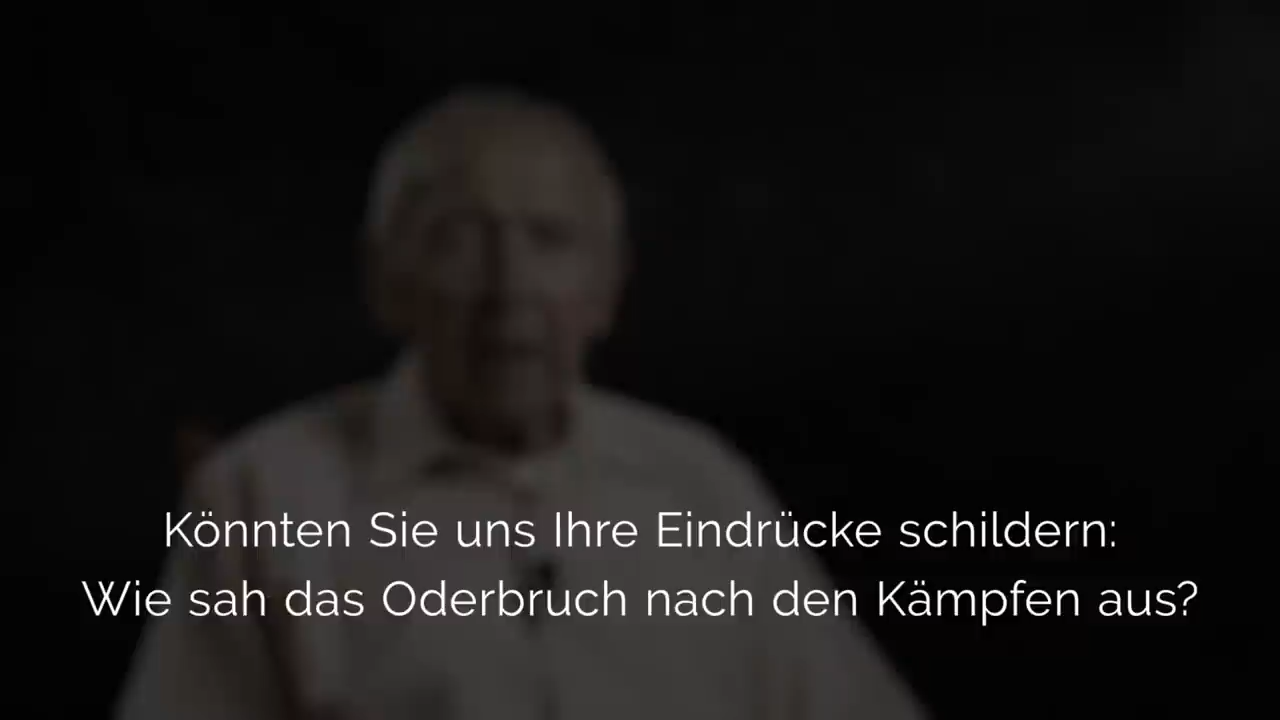 Könnten Sie uns Ihre Eindrücke schildern:
Wie sah das Oderbruch nach den Kämpfen aus?